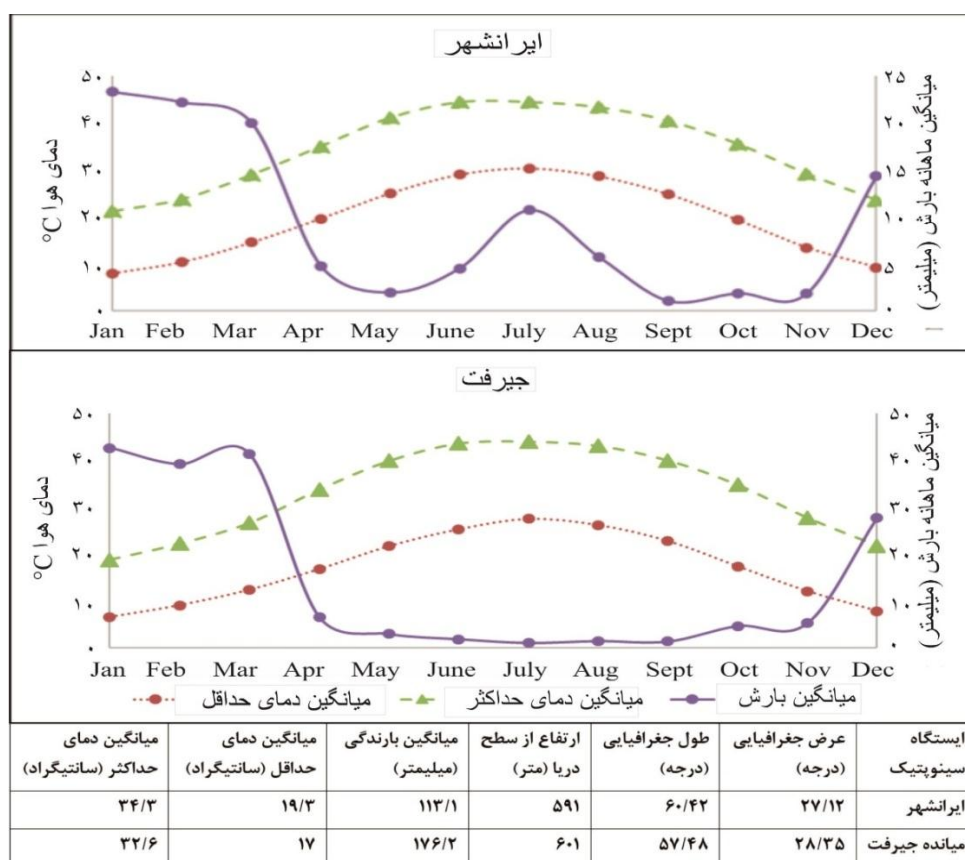 ایرانشهر
۵۰
۴۰
۳۰
۲۰
۱۰
۰
دمای هوا °C
۲۵
۲۰
۱۵
۱۰
۵
۰
میانگین ماهانه بارش (میلیمتر)
Jan Feb Mar Apr May June July Aug Sept Oct Nov Dec
جیرفت
۵۰
۴۰
۳۰
۲۰
۱۰
۰
دمای هوا °C
۵۰
۴۰
۳۰
۲۰
۱۰
۰
میانگین ماهانه بارش (میلیمتر)
Jan Feb Mar Apr May June July Aug Sept Oct Nov Dec
میانگین بارش میانگین دمای حداکثر میانگین دمای حداقل
ایستگاه سینوپتیک عرض جغرافیایی (درجه) طول جغرافیایی (درجه) ارتفاع از سطح دریا (متر) میانگین بارندگی (میلیمتر) میانگین دمای حداقل (سانتیگراد) میانگین دمای حداکثر (سانتیگراد)
ایرانشهر ۲۷/۱۲ ۶۰/۴۲ ۵۹۱ ۱۱۳/۱ ۱۹/۳ ۳۴/۳
میانده جیرفت ۲۸/۳۵ ۵۷/۴۸ ۶۰۱ ۱۷۶/۲ ۱۷ ۳۲/۶